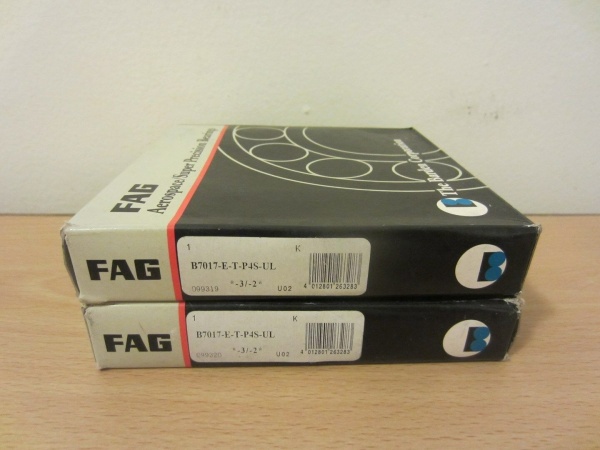 FAG
Aerospace/Super Precision Bearing
The Barden Corporation
FAG
1 K
B7017-E-T-P4S-UL
099319 *-3/-2* U02
4 012801 263283
FAG
1 K
B7017-E-T-P4S-UL
*-3/-2* U02
4 012801 263283